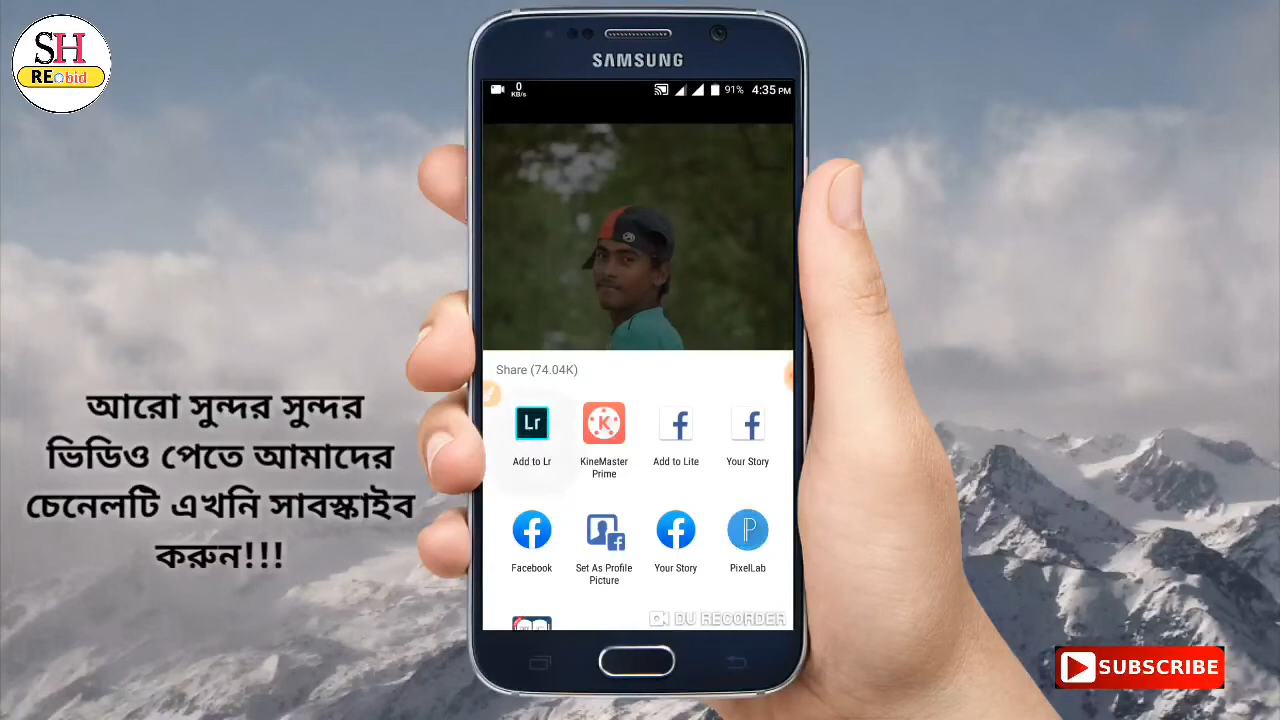 SH
REabid
SAMSUNG
0
KB/s
91% 4:35 PM
Share (74.04K)
Lr
K
Add to Lr
KineMaster
Prime
Add to Lite
Your Story
Facebook
Set As Profile
Picture
Your Story
P
PixelLab
DU RECORDER
আরো সুন্দর সুন্দর
ভিডিও পেতে আমাদের
চেনেলটি এখনি সাবস্কাইব
করুন!!!
SUBSCRIBE